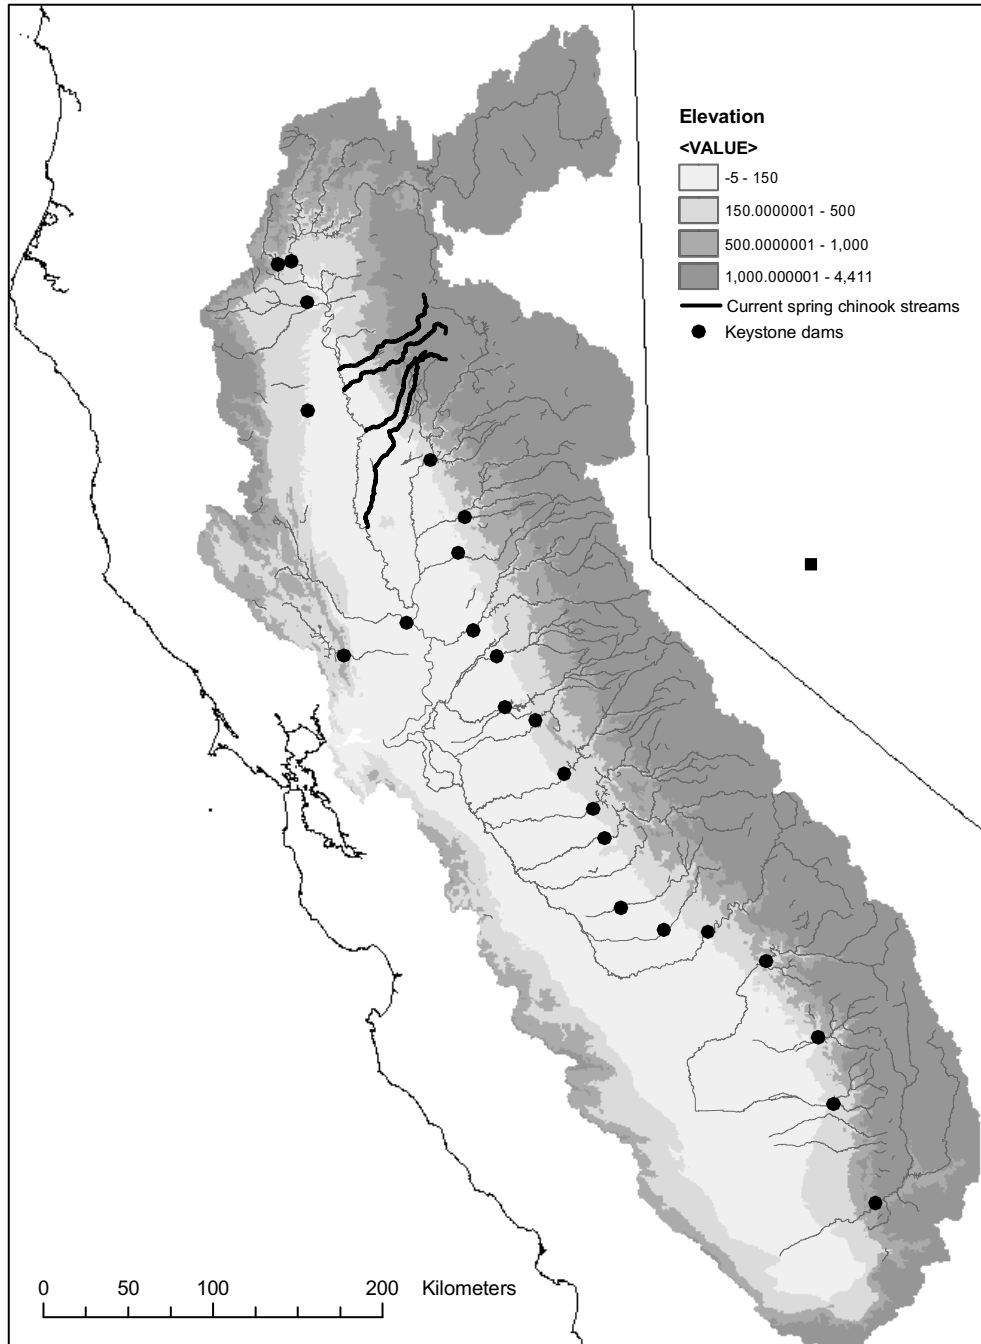 Elevation
<VALUE>
-5 - 150
150.0000001 - 500
500.0000001 - 1,000
1,000.000001 - 4,411
Current spring chinook streams
Keystone dams
0 50 100 200 Kilometers